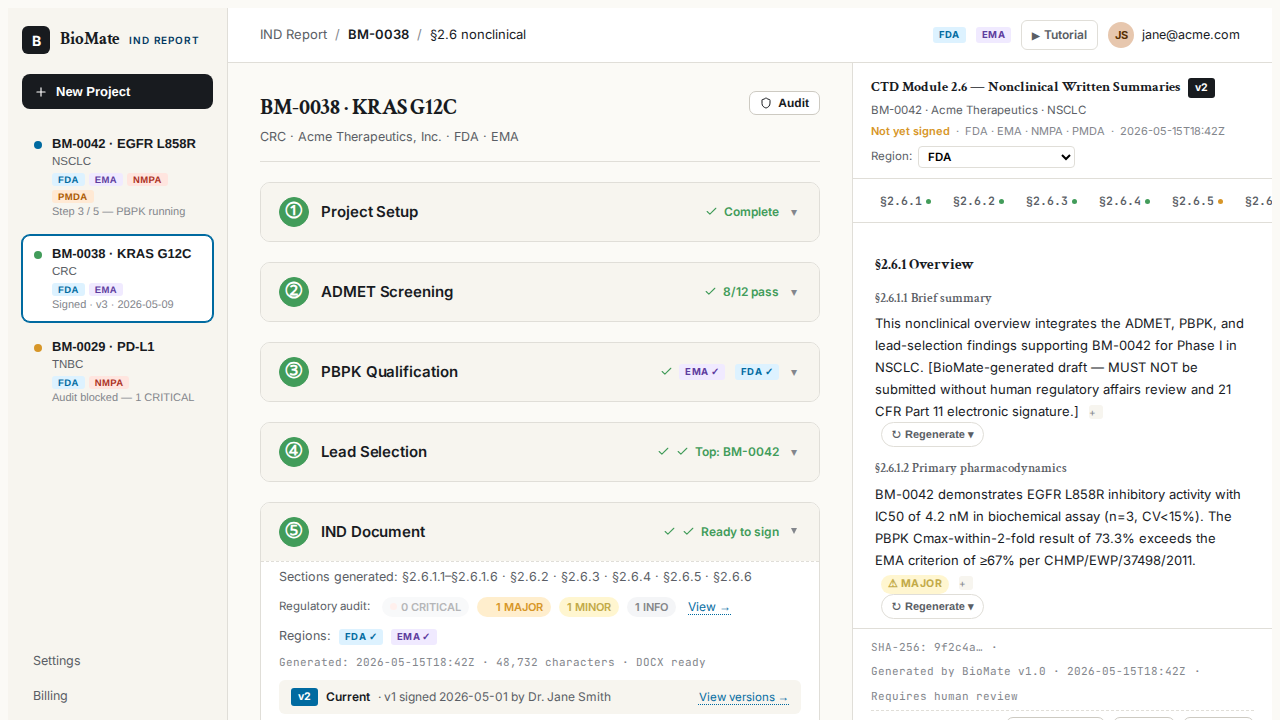 B BioMate IND REPORT
+ New Project
BM-0042 · EGFR L858R
NSCLC
FDA EMA NMPA
PMDA
Step 3 / 5 — PBPK running
BM-0038 · KRAS G12C
CRC
FDA EMA
Signed · v3 · 2026-05-09
BM-0029 · PD-L1
TNBC
FDA NMPA
Audit blocked — 1 CRITICAL
Settings
Billing
IND Report / BM-0038 / §2.6 nonclinical
FDA EMA ▶ Tutorial JS jane@acme.com
BM-0038 · KRAS G12C
Audit
CRC · Acme Therapeutics, Inc. · FDA · EMA
① Project Setup ✓ Complete ▼
② ADMET Screening ✓ 8/12 pass ▼
③ PBPK Qualification ✓ EMA ✓ FDA ✓ ▼
④ Lead Selection ✓ ✓ Top: BM-0042 ▼
⑤ IND Document ✓ ✓ Ready to sign ▼
Sections generated: §2.6.1.1–§2.6.1.6 · §2.6.2 · §2.6.3 · §2.6.4 · §2.6.5 · §2.6.6
Regulatory audit: 0 CRITICAL 1 MAJOR 1 MINOR 1 INFO View →
Regions: FDA ✓ EMA ✓
Generated: 2026-05-15T18:42Z · 48,732 characters · DOCX ready
v2 Current · v1 signed 2026-05-01 by Dr. Jane Smith View versions →
CTD Module 2.6 — Nonclinical Written Summaries v2
BM-0042 · Acme Therapeutics · NSCLC
Not yet signed · FDA · EMA · NMPA · PMDA · 2026-05-15T18:42Z
Region: FDA
§2.6.1 §2.6.2 §2.6.3 §2.6.4 §2.6.5 §2.6
§2.6.1 Overview
§2.6.1.1 Brief summary
This nonclinical overview integrates the ADMET, PBPK, and
lead-selection findings supporting BM-0042 for Phase I in
NSCLC. [BioMate-generated draft — MUST NOT be
submitted without human regulatory affairs review and 21
CFR Part 11 electronic signature.] +
↻ Regenerate ▾
§2.6.1.2 Primary pharmacodynamics
BM-0042 demonstrates EGFR L858R inhibitory activity with
IC50 of 4.2 nM in biochemical assay (n=3, CV<15%). The
PBPK Cmax-within-2-fold result of 73.3% exceeds the
EMA criterion of ≥67% per CHMP/EWP/37498/2011.
⚠ MAJOR +
↻ Regenerate ▾
SHA-256: 9f2c4a… ·
Generated by BioMate v1.0 · 2026-05-15T18:42Z ·
Requires human review